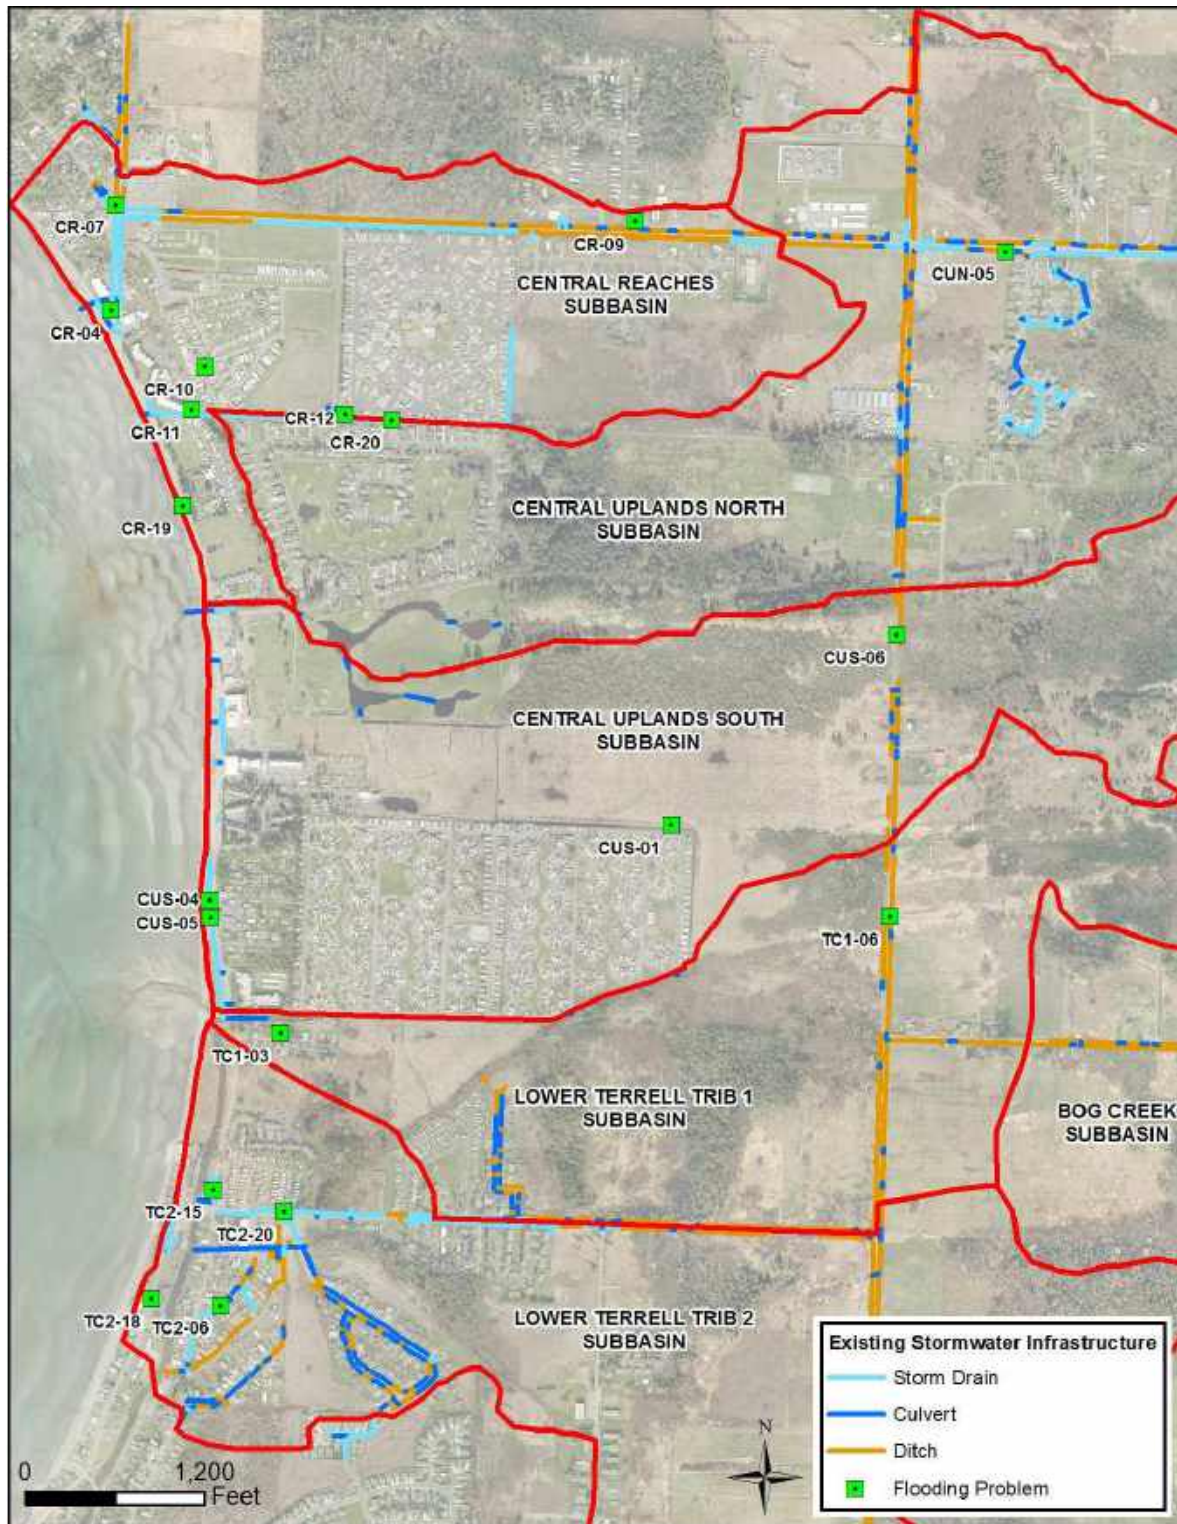 CR-07
CR-09
CUN-05
CENTRAL REACHES
SUBBASIN
CR-04
CR-10
CR-11
CR-12
CR-20
CR-19
CENTRAL UPLANDS NORTH
SUBBASIN
CUS-06
CENTRAL UPLANDS SOUTH
SUBBASIN
CUS-01
CUS-04
CUS-05
TC1-06
TC1-03
LOWER TERRELL TRIB 1
SUBBASIN
BOG CREEK
SUBBASIN
TC2-15
TC2-20
TC2-18
TC2-06
LOWER TERRELL TRIB 2
SUBBASIN
Existing Stormwater Infrastructure
Storm Drain
Culvert
Ditch
Flooding Problem
N
0 1,200
Feet